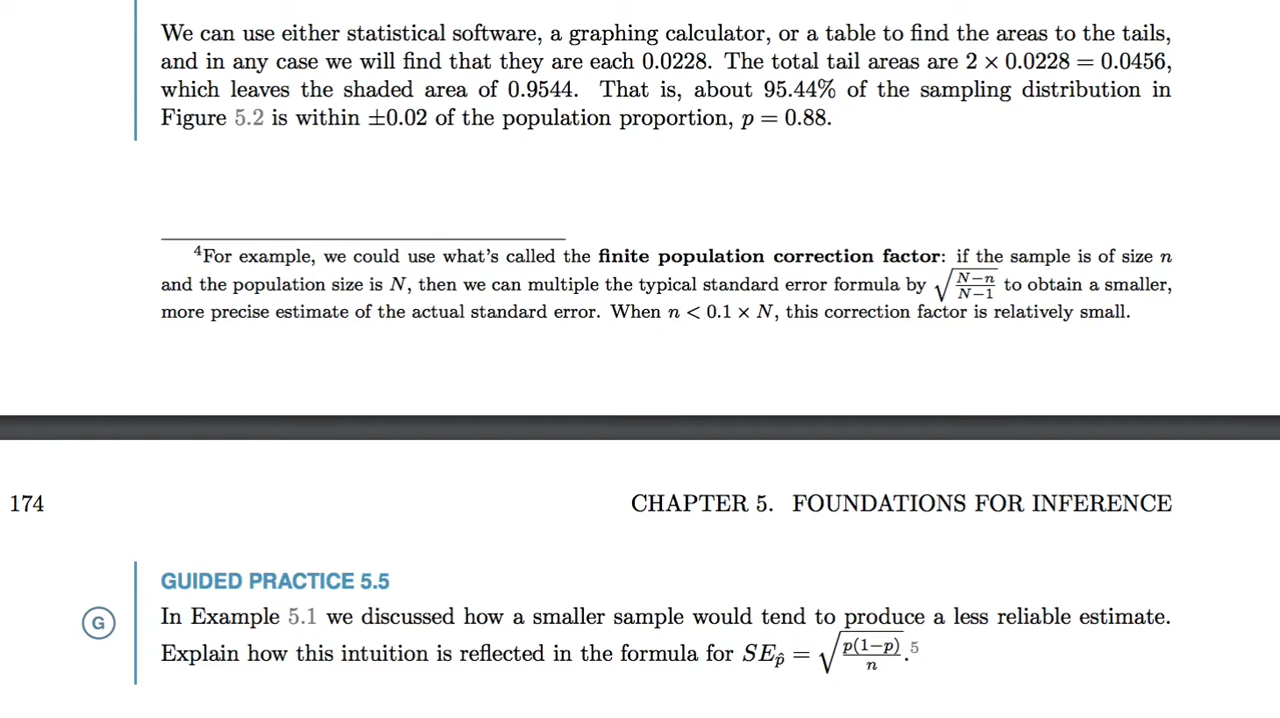 We can use either statistical software, a graphing calculator, or a table to find the areas to the tails,
and in any case we will find that they are each 0.0228. The total tail areas are 2 × 0.0228 = 0.0456,
which leaves the shaded area of 0.9544. That is, about 95.44% of the sampling distribution in
Figure 5.2 is within ±0.02 of the population proportion, p = 0.88.
⁴For example, we could use what's called the finite population correction factor: if the sample is of size n
and the population size is N, then we can multiple the typical standard error formula by √((N−n)/(N−1)) to obtain a smaller,
more precise estimate of the actual standard error. When n < 0.1 × N, this correction factor is relatively small.
174 CHAPTER 5. FOUNDATIONS FOR INFERENCE
GUIDED PRACTICE 5.5
G In Example 5.1 we discussed how a smaller sample would tend to produce a less reliable estimate.
Explain how this intuition is reflected in the formula for SE_p̂ = √(p(1−p)/n).⁵